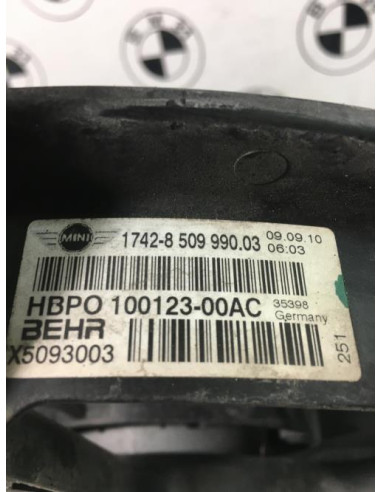 MINI 1742-8 509 990.03 09.09.10
06:03
HBPO 100123-00AC 35398
Germany
BEHR
X5093003
251